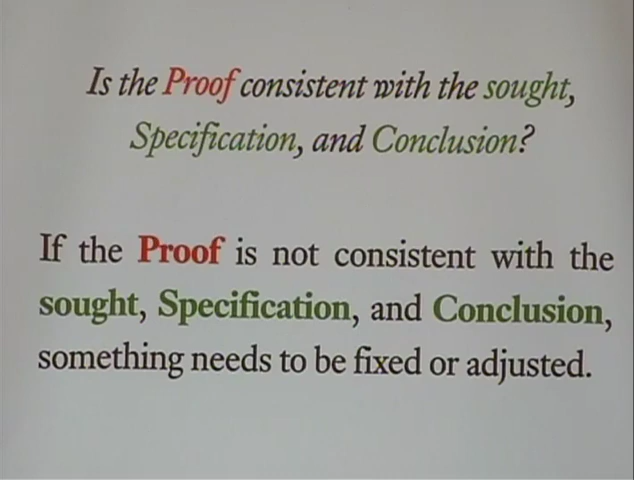 Is the Proof consistent with the sought,
Specification, and Conclusion?
If the Proof is not consistent with the
sought, Specification, and Conclusion,
something needs to be fixed or adjusted.